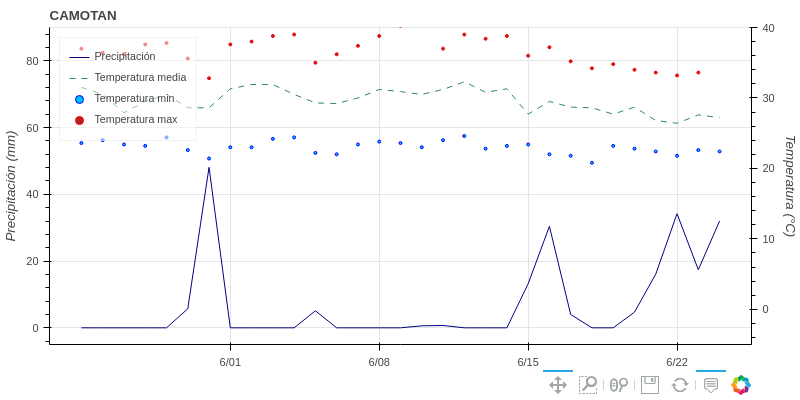 CAMOTAN
Precipitación
Temperatura media
Temperatura min
Temperatura max
Precipitación (mm)
80
60
40
20
0
Temperatura (°C)
40
30
20
10
0
6/01
6/08
6/15
6/22